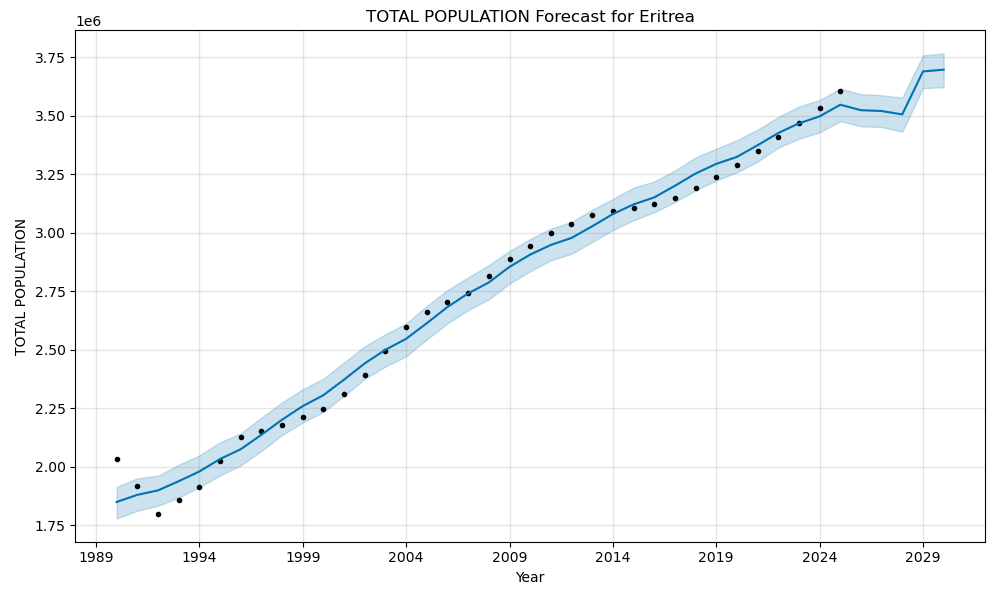 TOTAL POPULATION Forecast for Eritrea
1e6
3.75
3.50
3.25
3.00
2.75
2.50
2.25
2.00
1.75
TOTAL POPULATION
1989 1994 1999 2004 2009 2014 2019 2024 2029
Year